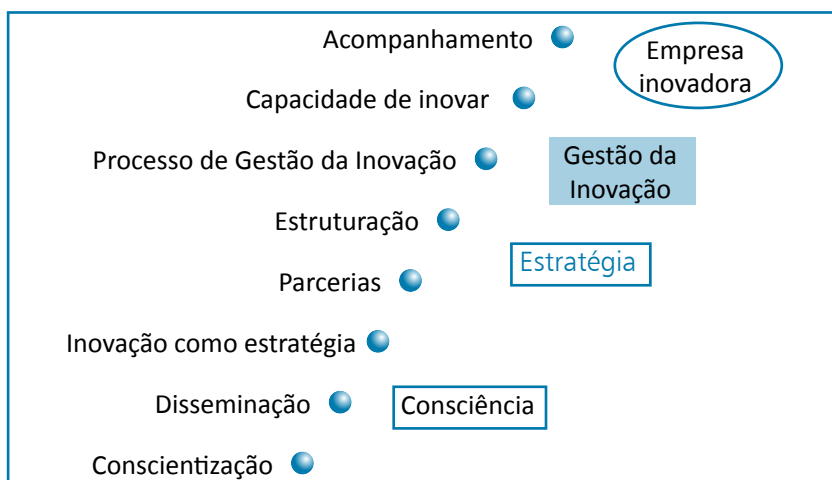 Acompanhamento
Empresa
inovadora
Capacidade de inovar
Processo de Gestão da Inovação
Gestão da
Inovação
Estruturação
Estratégia
Parcerias
Inovação como estratégia
Disseminação
Consciência
Conscientização